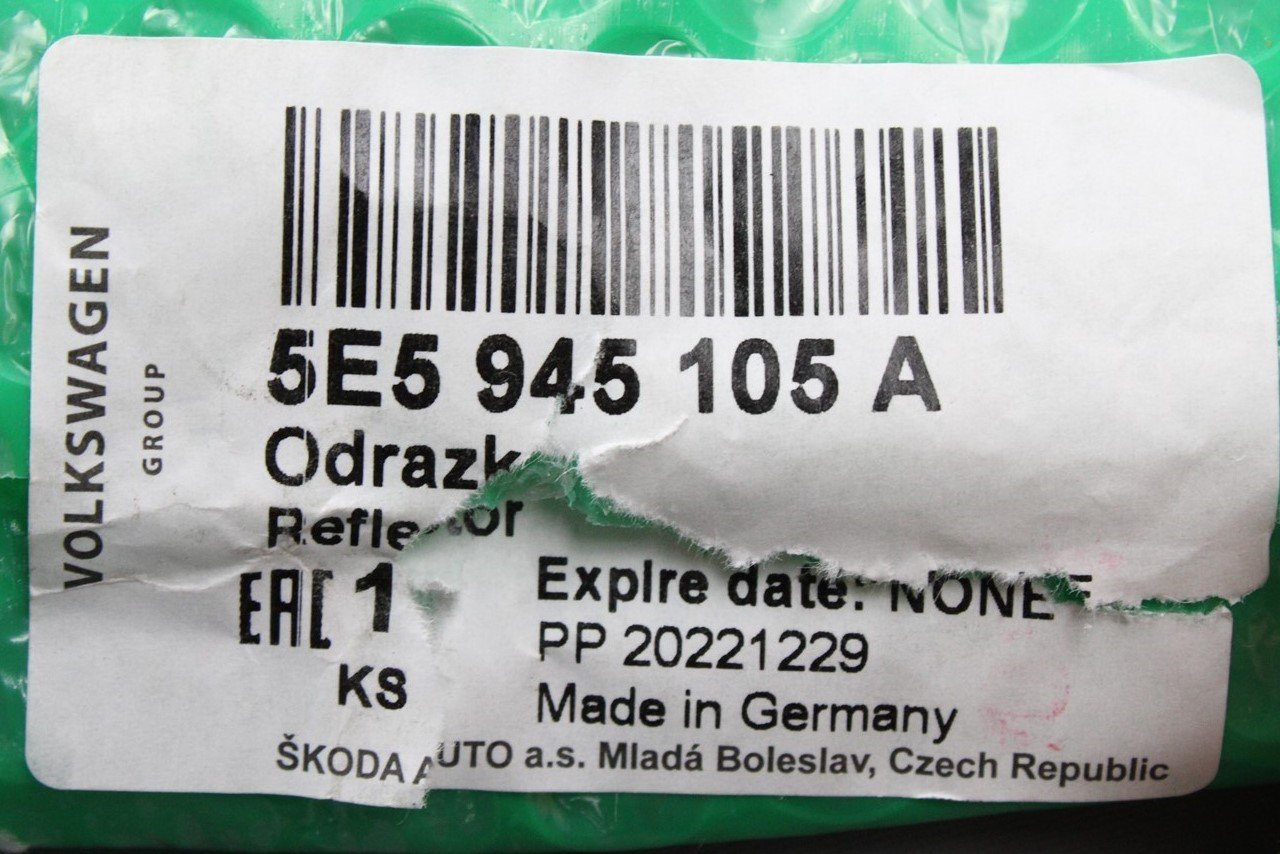 VOLKSWAGEN
GROUP
5E5 945 105 A
Odrazk
Reflektor
EAC 1
KS
Expire date: NONE
PP 20221229
Made in Germany
ŠKODA AUTO a.s. Mladá Boleslav, Czech Republic